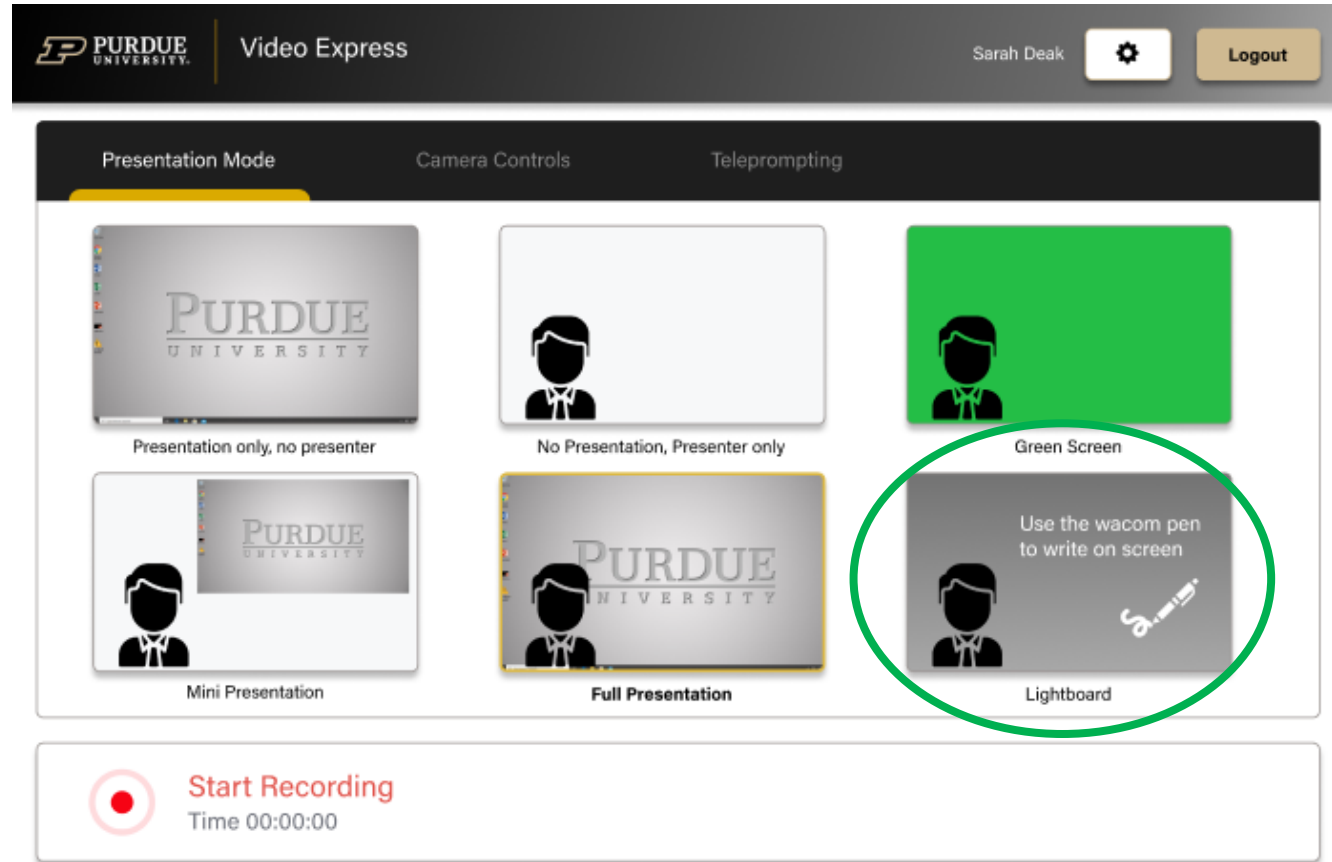 PURDUE UNIVERSITY.
Video Express
Sarah Deak
Logout
Presentation Mode
Camera Controls
Teleprompting
PURDUE
UNIVERSITY
Presentation only, no presenter
No Presentation, Presenter only
Green Screen
PURDUE
UNIVERSITY
Mini Presentation
PURDUE
NIVERSITY
Full Presentation
Use the wacom pen
to write on screen
Lightboard
Start Recording
Time 00:00:00